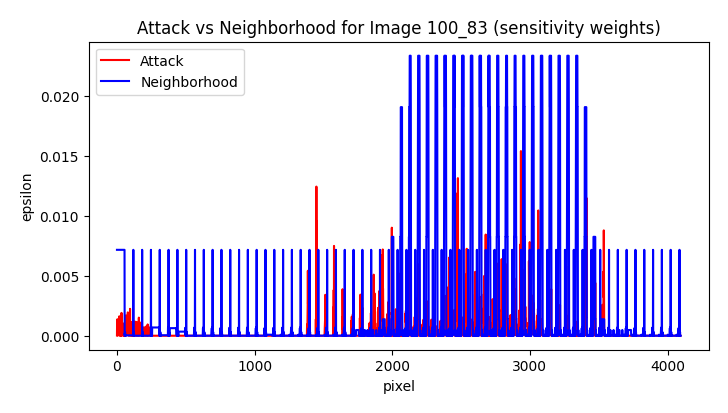 Attack vs Neighborhood for Image 100_83 (sensitivity weights)
Attack
Neighborhood
epsilon
0.020
0.015
0.010
0.005
0.000
0 1000 2000 3000 4000
pixel